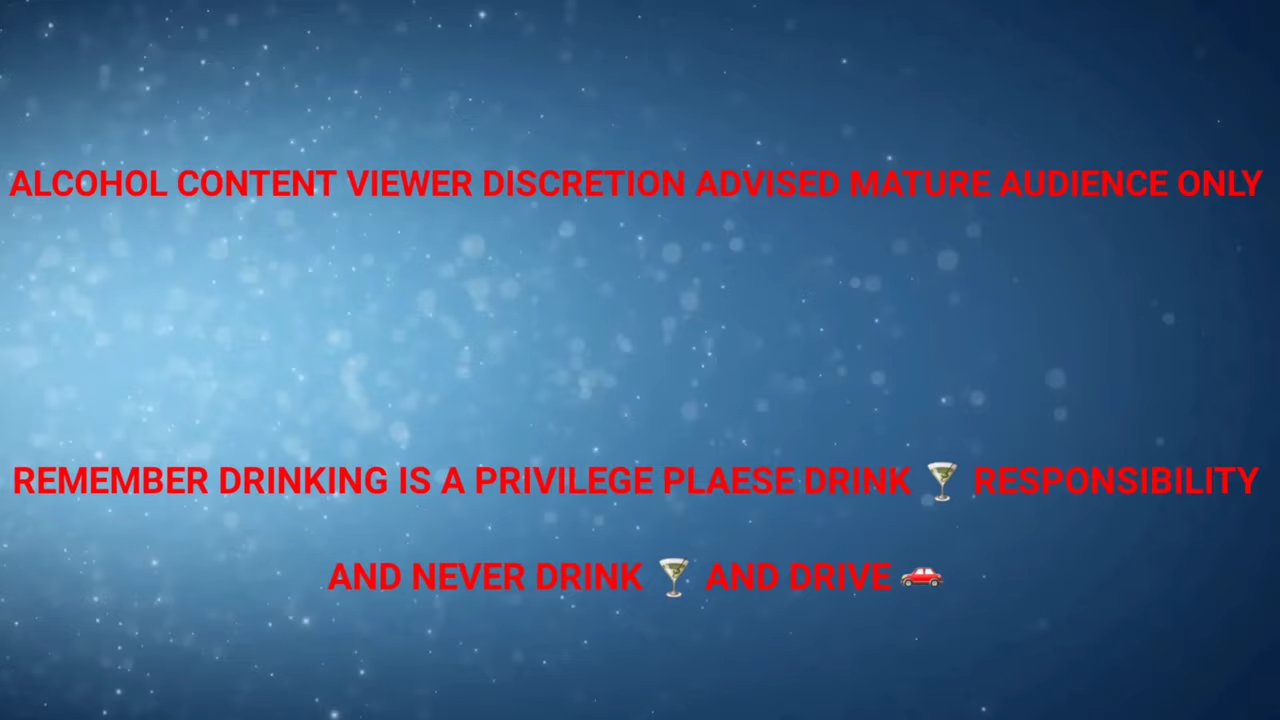 ALCOHOL CONTENT VIEWER DISCRETION ADVISED MATURE AUDIENCE ONLY
REMEMBER DRINKING IS A PRIVILEGE PLAESE DRINK 🍸 RESPONSIBILITY
AND NEVER DRINK 🍸 AND DRIVE 🚗